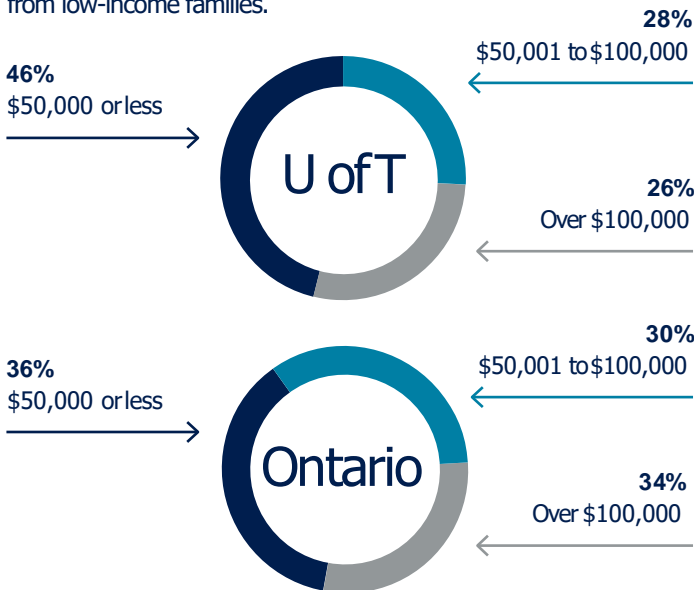 from low-income families.
28%
$50,001 to $100,000
46%
$50,000 or less
U of T
26%
Over $100,000
30%
$50,001 to $100,000
36%
$50,000 or less
Ontario
34%
Over $100,000